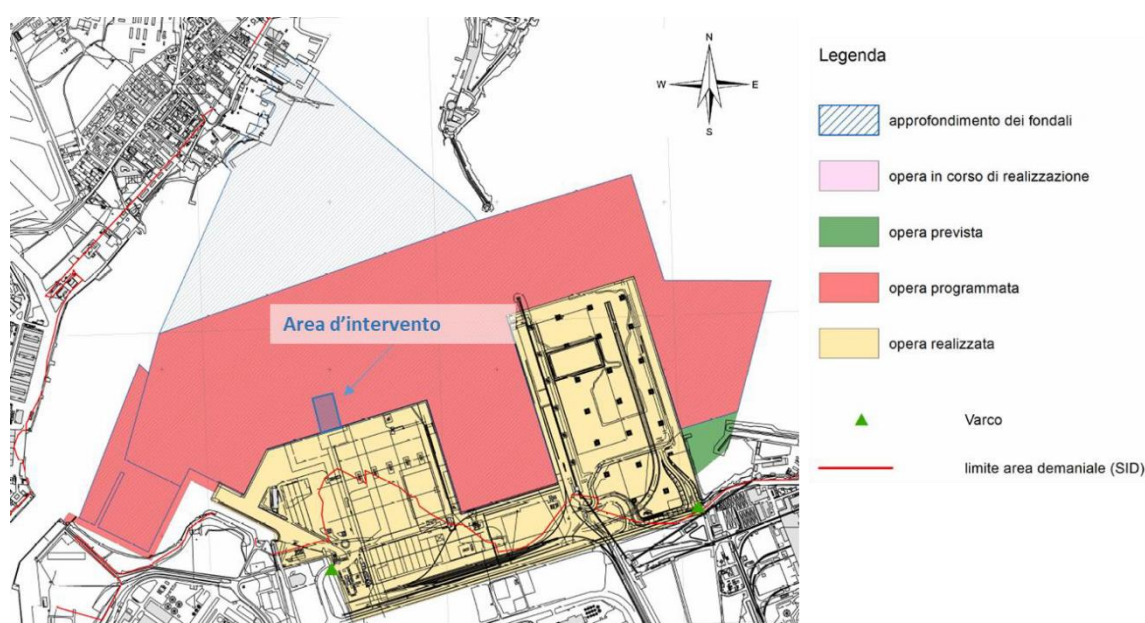 N
W
E
S
Area d'intervento
Legenda
approfondimento dei fondali
opera in corso di realizzazione
opera prevista
opera programmata
opera realizzata
Varco
limite area demaniale (SID)